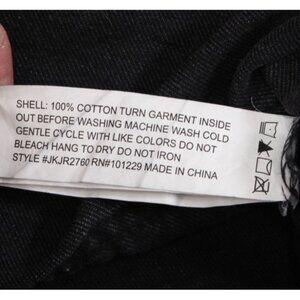 SHELL: 100% COTTON TURN GARMENT INSIDE
OUT BEFORE WASHING MACHINE WASH COLD
GENTLE CYCLE WITH LIKE COLORS DO NOT
BLEACH HANG TO DRY DO NOT IRON
STYLE #JKJR2760 RN#101229 MADE IN CHINA